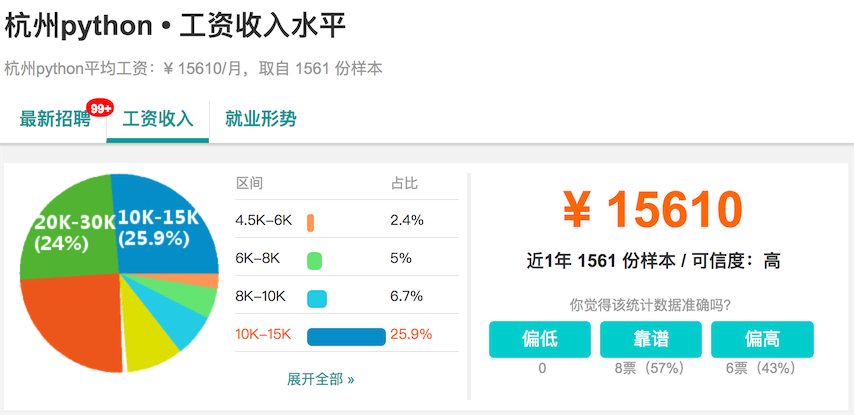 杭州python • 工资收入水平
杭州python平均工资：¥ 15610/月，取自 1561 份样本
最新招聘 99+ 工资收入 就业形势
20K-30K
(24%)
10K-15K
(25.9%)
区间 占比
4.5K-6K 2.4%
6K-8K 5%
8K-10K 6.7%
10K-15K 25.9%
展开全部 »
¥ 15610
近1年 1561 份样本 / 可信度：高
你觉得该统计数据准确吗?
偏低 靠谱 偏高
0 8票（57%） 6票（43%）